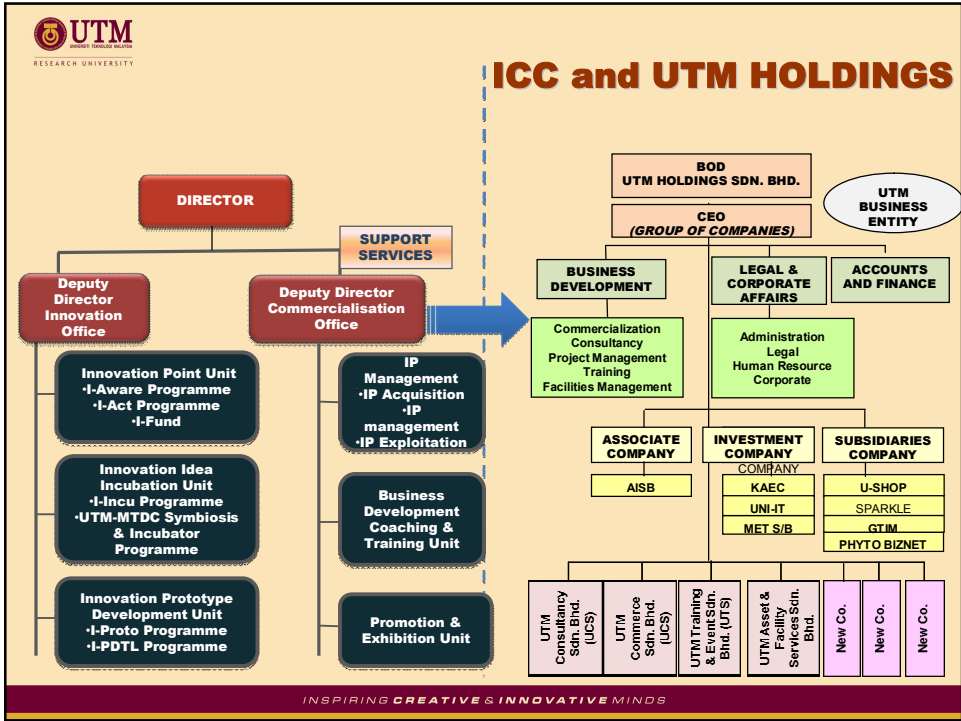 UTM
UNIVERSITI TEKNOLOGI MALAYSIA
RESEARCH UNIVERSITY
ICC and UTM HOLDINGS
DIRECTOR
SUPPORT
SERVICES
Deputy
Director
Innovation
Office
Deputy Director
Commercialisation
Office
Innovation Point Unit
•I-Aware Programme
•I-Act Programme
•I-Fund
Innovation Idea
Incubation Unit
•I-Incu Programme
•UTM-MTDC Symbiosis
& Incubator
Programme
Innovation Prototype
Development Unit
•I-Proto Programme
•I-PDTL Programme
IP
Management
•IP Acquisition
•IP
management
•IP Exploitation
Business
Development
Coaching &
Training Unit
Promotion &
Exhibition Unit
BOD
UTM HOLDINGS SDN. BHD.
CEO
(GROUP OF COMPANIES)
UTM
BUSINESS
ENTITY
BUSINESS
DEVELOPMENT
LEGAL &
CORPORATE
AFFAIRS
ACCOUNTS
AND FINANCE
Commercialization
Consultancy
Project Management
Training
Facilities Management
Administration
Legal
Human Resource
Corporate
ASSOCIATE
COMPANY
AISB
INVESTMENT
COMPANY
COMPANY
KAEC
UNI-IT
MET S/B
SUBSIDIARIES
COMPANY
U-SHOP
SPARKLE
GTIM
PHYTO BIZNET
UTM
Consultancy
Sdn. Bhd.
(UCS)
UTM
Commerce
Sdn. Bhd.
(UCS)
UTM Training
& Event Sdn.
Bhd. (UTS)
UTM Asset &
Facility
Services Sdn.
Bhd.
New Co.
New Co.
New Co.
INSPIRING CREATIVE & INNOVATIVE MINDS